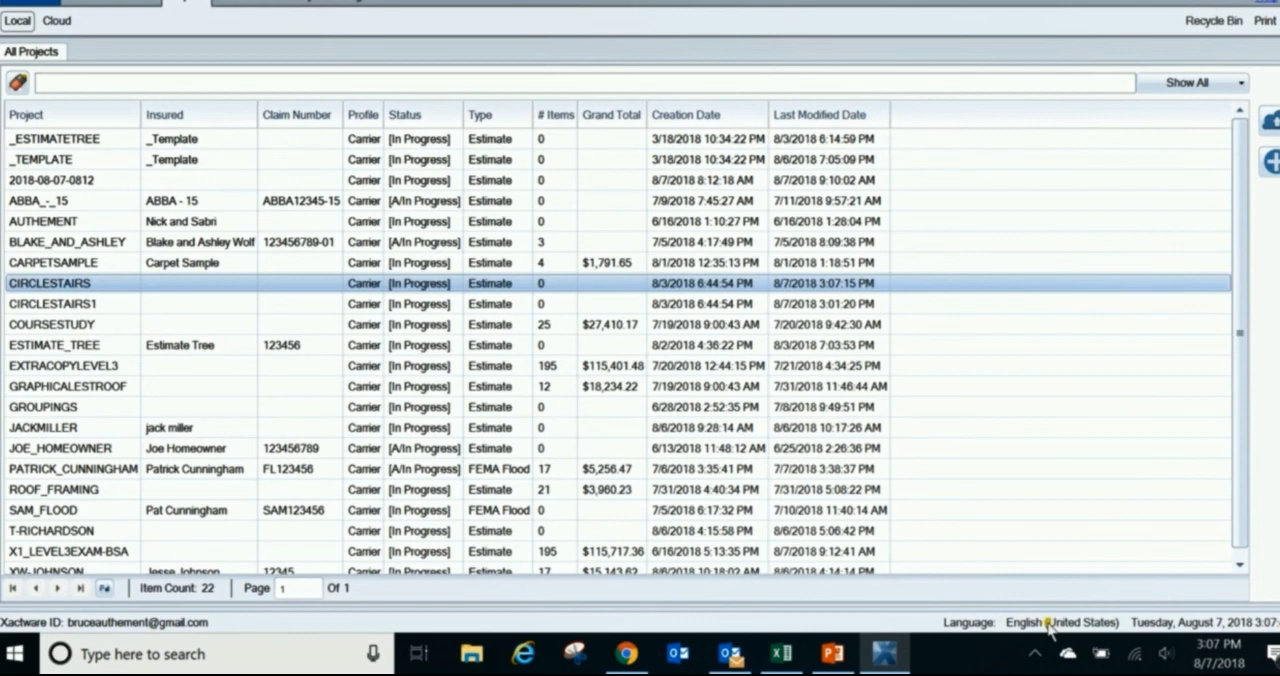 Local Cloud Recycle Bin Print
All Projects
Show All
Project Insured Claim Number Profile Status Type # Items Grand Total Creation Date Last Modified Date
_ESTIMATETREE _Template Carrier [In Progress] Estimate 0 3/18/2018 10:34:22 PM 8/3/2018 6:14:59 PM
_TEMPLATE _Template Carrier [In Progress] Estimate 0 3/18/2018 10:34:22 PM 8/6/2018 7:05:09 PM
2018-08-07-0812 Carrier [In Progress] Estimate 0 8/7/2018 8:12:18 AM 8/7/2018 9:10:02 AM
ABBA_-_15 ABBA - 15 ABBA12345-15 Carrier [A/In Progress] Estimate 0 7/9/2018 7:45:27 AM 7/11/2018 9:57:21 AM
AUTHEMENT Nick and Sabri Carrier [In Progress] Estimate 0 6/16/2018 1:10:27 PM 6/16/2018 1:28:04 PM
BLAKE_AND_ASHLEY Blake and Ashley Wolf 123456789-01 Carrier [A/In Progress] Estimate 3 7/5/2018 4:17:49 PM 7/5/2018 8:09:38 PM
CARPETSAMPLE Carpet Sample Carrier [In Progress] Estimate 4 $1,791.65 8/1/2018 12:35:13 PM 8/1/2018 1:18:51 PM
CIRCLESTAIRS Carrier [In Progress] Estimate 0 8/3/2018 6:44:54 PM 8/7/2018 3:07:15 PM
CIRCLESTAIRS1 Carrier [In Progress] Estimate 0 8/3/2018 6:44:54 PM 8/7/2018 3:01:20 PM
COURSESTUDY Carrier [In Progress] Estimate 25 $27,410.17 7/19/2018 9:00:43 AM 7/20/2018 9:42:30 AM
ESTIMATE_TREE Estimate Tree 123456 Carrier [In Progress] Estimate 0 8/2/2018 4:36:22 PM 8/3/2018 7:03:53 PM
EXTRACOPYLEVEL3 Carrier [In Progress] Estimate 195 $115,401.48 7/20/2018 12:44:15 PM 7/21/2018 4:34:25 PM
GRAPHICALESTROOF Carrier [In Progress] Estimate 12 $18,234.22 7/19/2018 9:00:43 AM 7/31/2018 11:46:44 AM
GROUPINGS Carrier [In Progress] Estimate 0 6/28/2018 2:52:35 PM 7/8/2018 9:49:51 PM
JACKMILLER jack miller Carrier [In Progress] Estimate 0 8/6/2018 9:28:14 AM 8/6/2018 10:17:26 AM
JOE_HOMEOWNER Joe Homeowner 123456789 Carrier [A/In Progress] Estimate 0 6/13/2018 11:48:12 AM 6/25/2018 2:26:36 PM
PATRICK_CUNNINGHAM Patrick Cunningham FL123456 Carrier [A/In Progress] FEMA Flood 17 $5,256.47 7/6/2018 3:35:41 PM 7/7/2018 3:38:37 PM
ROOF_FRAMING Carrier [In Progress] Estimate 21 $3,960.23 7/31/2018 4:40:34 PM 7/31/2018 5:08:22 PM
SAM_FLOOD Pat Cunningham SAM123456 Carrier [In Progress] FEMA Flood 0 7/5/2018 6:17:32 PM 7/10/2018 11:40:14 AM
T-RICHARDSON Carrier [In Progress] Estimate 0 8/6/2018 4:15:58 PM 8/6/2018 5:06:42 PM
X1_LEVEL3EXAM-BSA Carrier [In Progress] Estimate 195 $115,717.36 6/16/2018 5:13:35 PM 8/7/2018 9:12:41 AM
XW-JOHNSON Jesse Johnson 12345 Carrier [In Progress] Estimate 17 $15,143.62 8/6/2018 10:18:02 AM 8/6/2018 4:14:14 PM
Item Count: 22 Page 1 Of 1
Xactware ID: bruceauthement@gmail.com Language: English (United States) Tuesday, August 7, 2018 3:07:
Type here to search 3:07 PM
8/7/2018